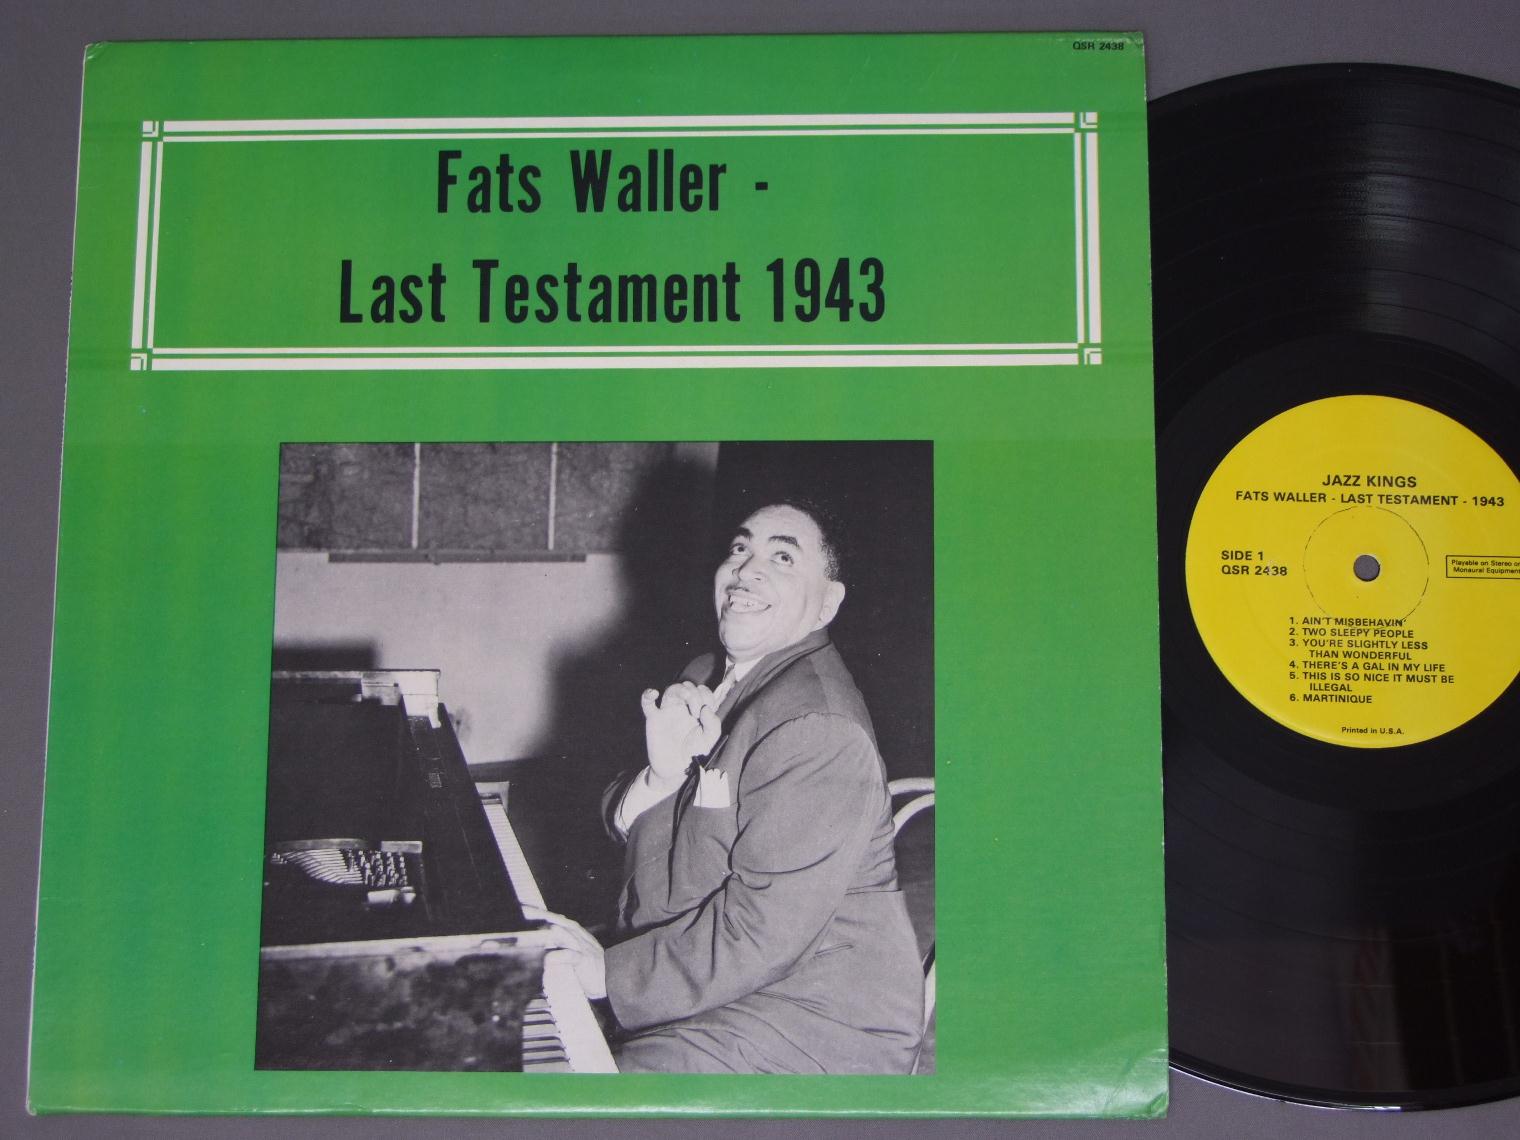 QSR 2438
Fats Waller -
Last Testament 1943
JAZZ KINGS
FATS WALLER - LAST TESTAMENT - 1943
SIDE 1
QSR 2438
Playable on Stereo or
Monaural Equipment
1. AIN'T MISBEHAVIN'
2. TWO SLEEPY PEOPLE
3. YOU'RE SLIGHTLY LESS
THAN WONDERFUL
4. THERE'S A GAL IN MY LIFE
5. THIS IS SO NICE IT MUST BE
ILLEGAL
6. MARTINIQUE
Printed in U.S.A.